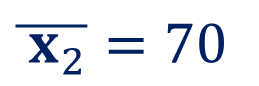 x̅₂ = 70